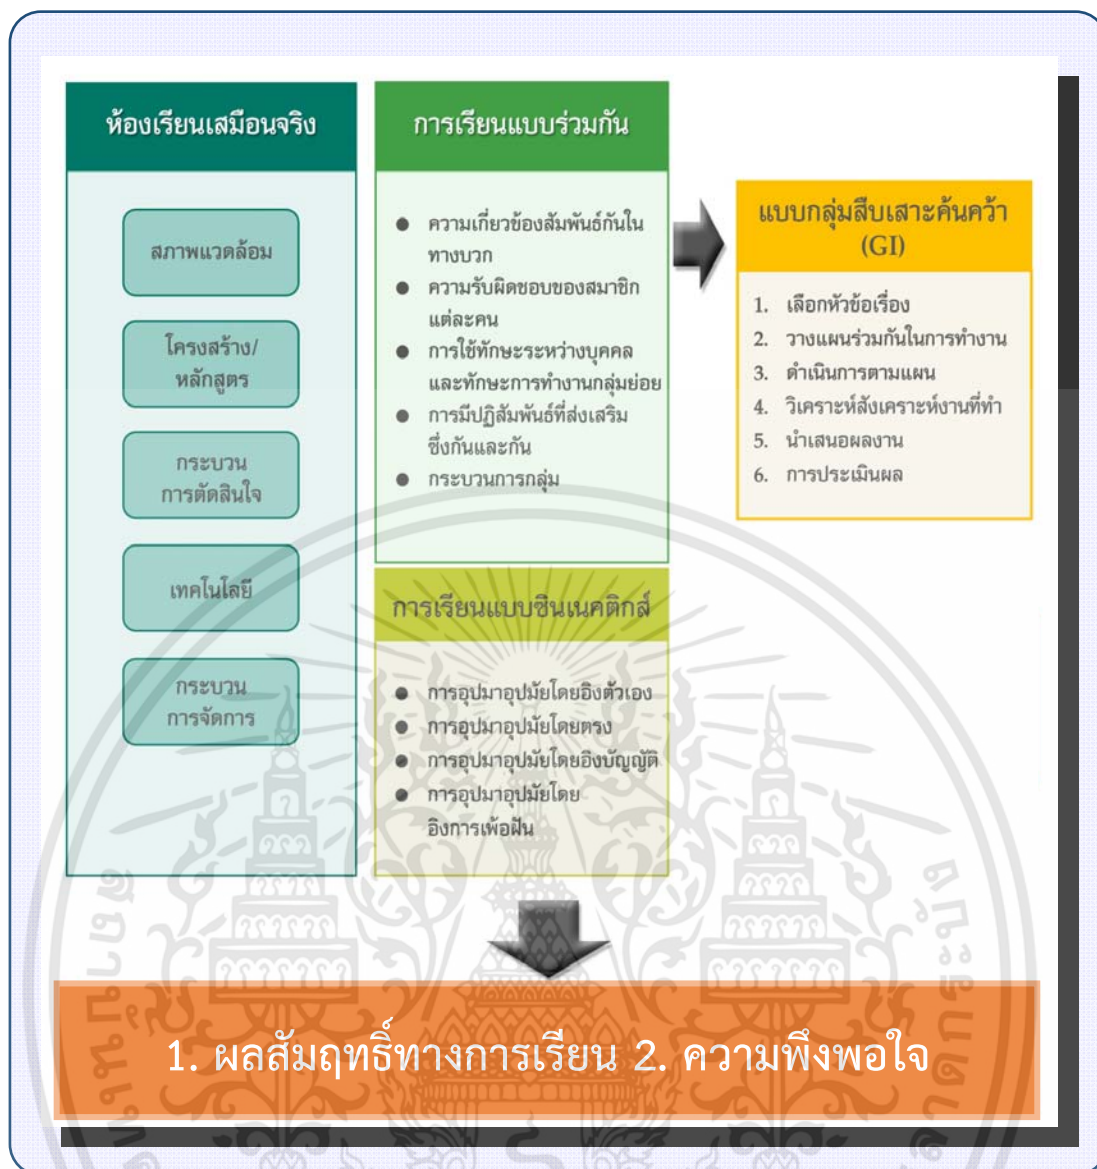 ห้องเรียนเสมือนจริง
สภาพแวดล้อม
โครงสร้าง/
หลักสูตร
กระบวน
การตัดสินใจ
เทคโนโลยี
กระบวน
การจัดการ
การเรียนแบบร่วมกัน
● ความเกี่ยวข้องสัมพันธ์กันใน
ทางบวก
● ความรับผิดชอบของสมาชิก
แต่ละคน
● การใช้ทักษะระหว่างบุคคล
และทักษะการทำงานกลุ่มย่อย
● การมีปฏิสัมพันธ์ที่ส่งเสริม
ซึ่งกันและกัน
● กระบวนการกลุ่ม
แบบกลุ่มสืบเสาะค้นคว้า
(GI)
1. เลือกหัวข้อเรื่อง
2. วางแผนร่วมกันในการทำงาน
3. ดำเนินการตามแผน
4. วิเคราะห์สังเคราะห์งานที่ทำ
5. นำเสนอผลงาน
6. การประเมินผล
การเรียนแบบซินเนคติกส์
● การอุปมาอุปมัยโดยอิงตัวเอง
● การอุปมาอุปมัยโดยตรง
● การอุปมาอุปมัยโดยอิงบัญญัติ
● การอุปมาอุปมัยโดย
อิงการเพ้อฝัน
1. ผลสัมฤทธิ์ทางการเรียน 2. ความพึงพอใจ